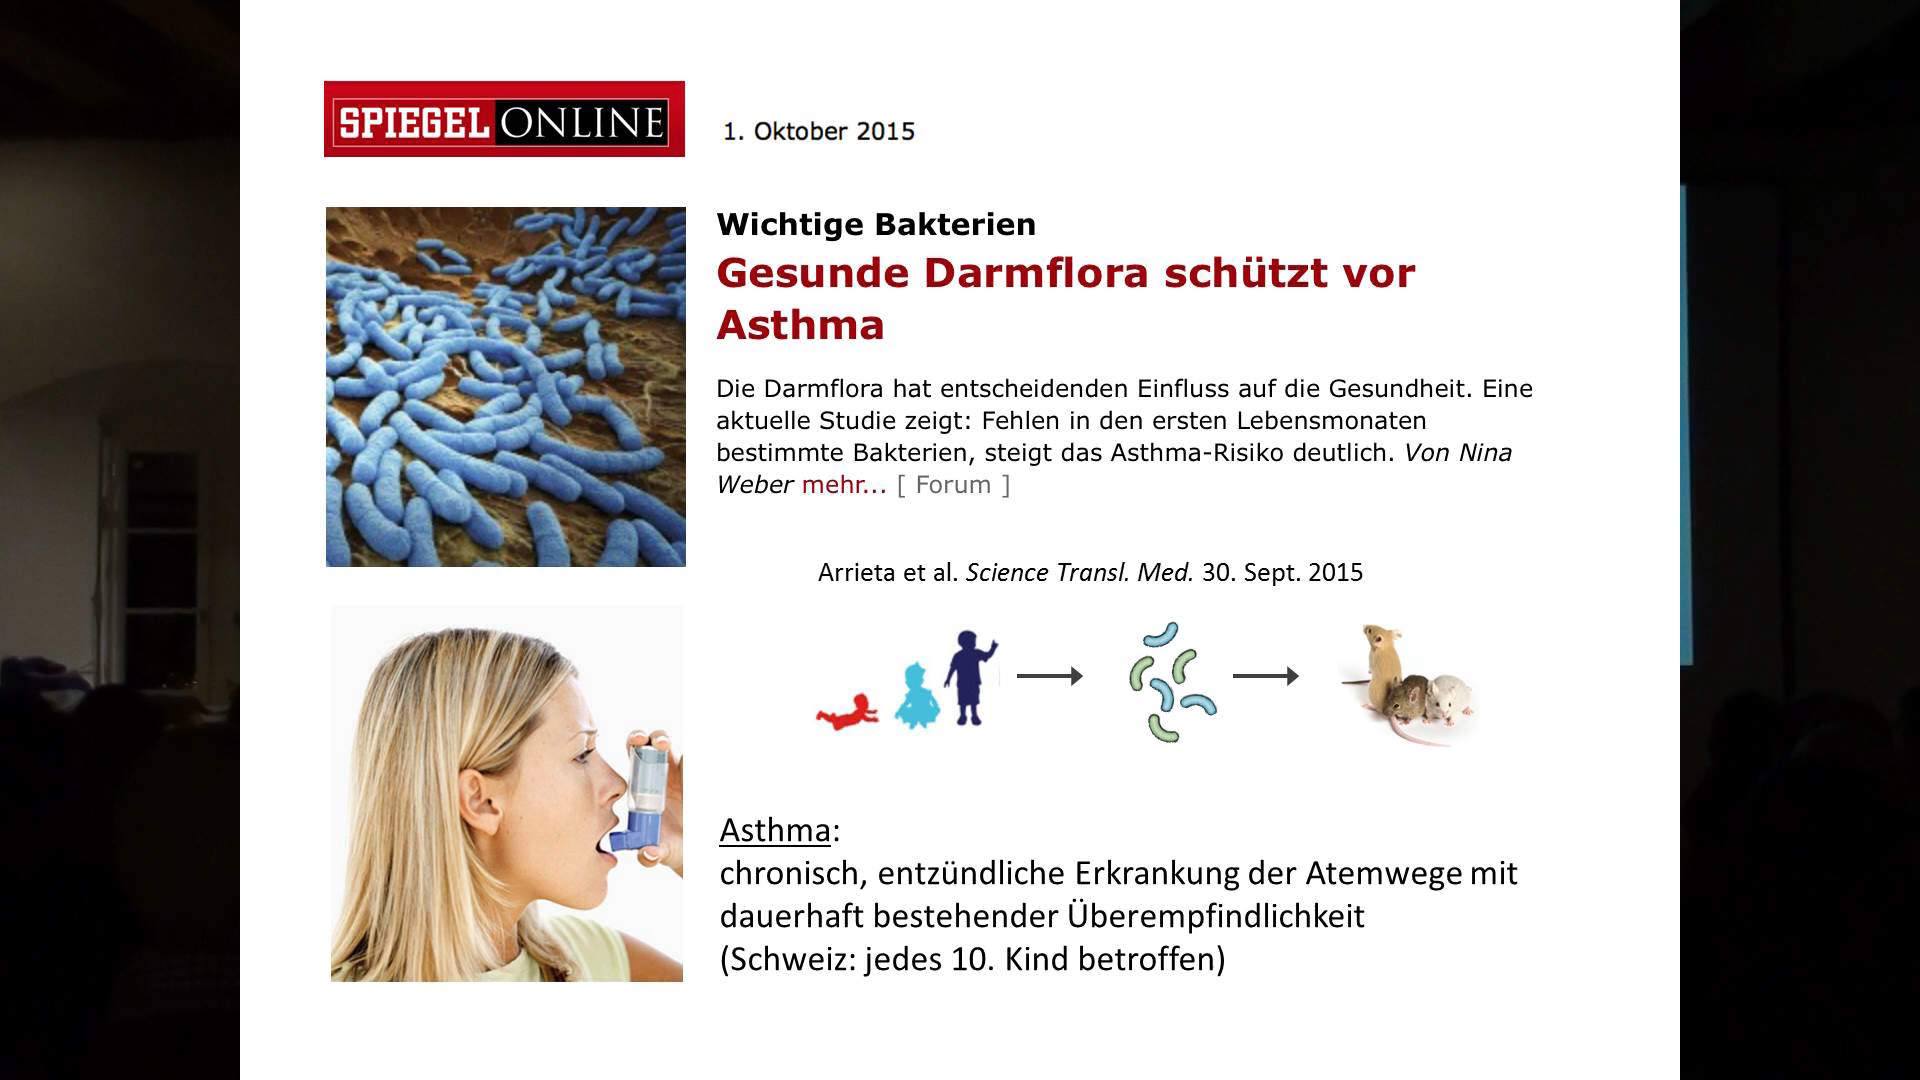 SPIEGEL ONLINE
1. Oktober 2015
Wichtige Bakterien
Gesunde Darmflora schützt vor
Asthma
Die Darmflora hat entscheidenden Einfluss auf die Gesundheit. Eine
aktuelle Studie zeigt: Fehlen in den ersten Lebensmonaten
bestimmte Bakterien, steigt das Asthma-Risiko deutlich. Von Nina
Weber mehr... [ Forum ]
Arrieta et al. Science Transl. Med. 30. Sept. 2015
Asthma:
chronisch, entzündliche Erkrankung der Atemwege mit
dauerhaft bestehender Überempfindlichkeit
(Schweiz: jedes 10. Kind betroffen)